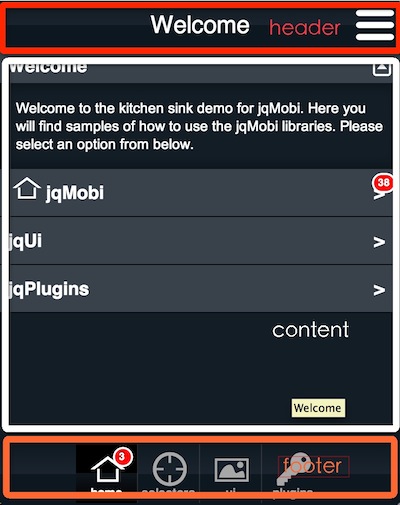 Welcome header
Welcome
Welcome to the kitchen sink demo for jqMobi. Here you
will find samples of how to use the jqMobi libraries. Please
select an option from below.
38
jqMobi >
jqUi >
jqPlugins >
content
Welcome
3
footer
home selectors ui plugins